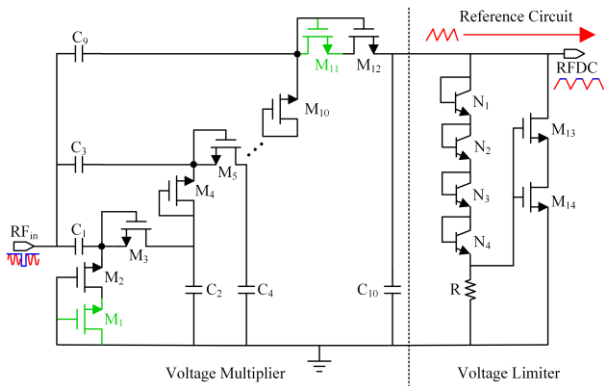 Reference Circuit
C9
M11
M12
RFDC
M10
N1
M13
N2
C3
M5
M4
N3
M14
RFin
C1
N4
M3
M2
C2
C4
C10
R
M1
Voltage Multiplier
Voltage Limiter